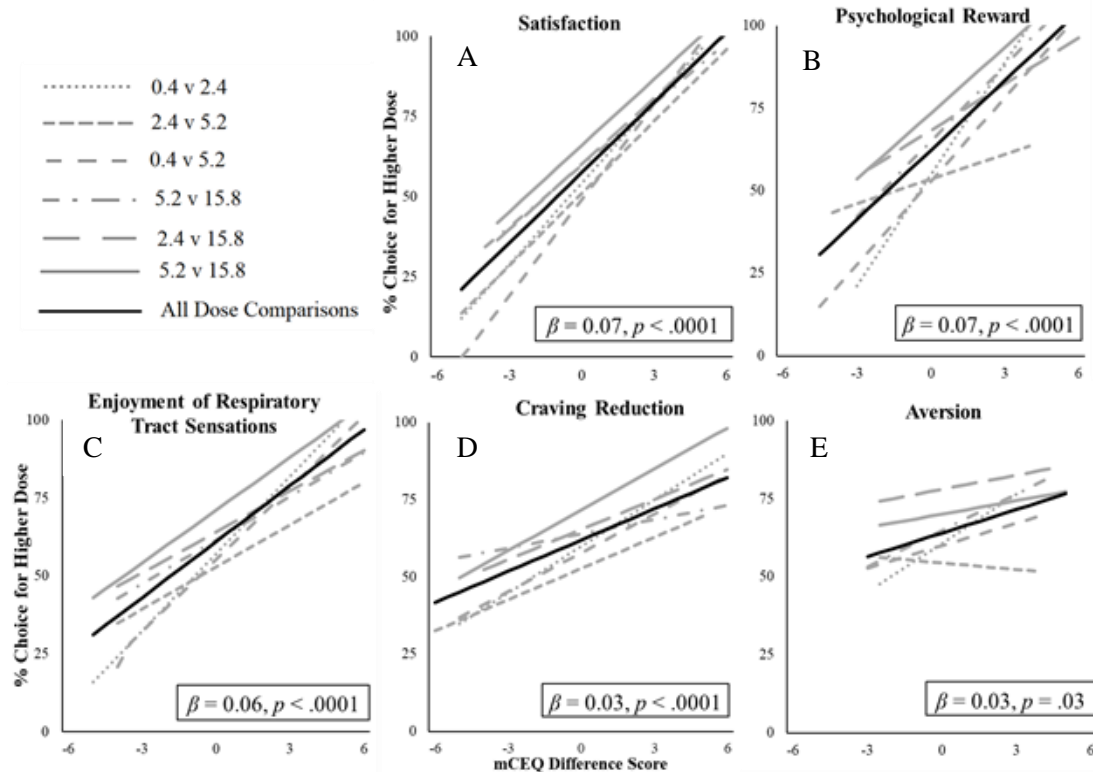 Satisfaction
A
% Choice for Higher Dose
100
75
50
25
0
-6 -3 0 3 6
β = 0.07, p < .0001
Psychological Reward
B
100
75
50
25
0
-6 -3 0 3 6
β = 0.07, p < .0001
0.4 v 2.4
2.4 v 5.2
0.4 v 5.2
5.2 v 15.8
2.4 v 15.8
5.2 v 15.8
All Dose Comparisons
Enjoyment of Respiratory
Tract Sensations
C
% Choice for Higher Dose
100
75
50
25
0
-6 -3 0 3 6
β = 0.06, p < .0001
Craving Reduction
D
100
75
50
25
0
-6 -3 0 3 6
β = 0.03, p < .0001
mCEQ Difference Score
Aversion
E
100
75
50
25
0
-6 -3 0 3 6
β = 0.03, p = .03